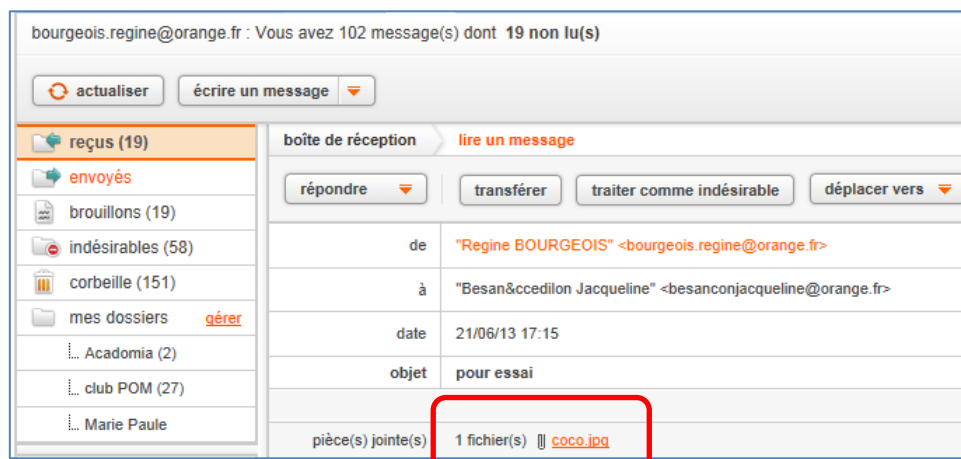 bourgeois.regine@orange.fr : Vous avez 102 message(s) dont 19 non lu(s)
actualiser écrire un message
reçus (19)
envoyés
brouillons (19)
indésirables (58)
corbeille (151)
mes dossiers gérer
Acadomia (2)
club POM (27)
Marie Paule
boîte de réception lire un message
répondre transférer traiter comme indésirable déplacer vers
de "Regine BOURGEOIS" <bourgeois.regine@orange.fr>
à "Besan&ccedilon Jacqueline" <besanconjacqueline@orange.fr>
date 21/06/13 17:15
objet pour essai
pièce(s) jointe(s) 1 fichier(s) coco.jpg